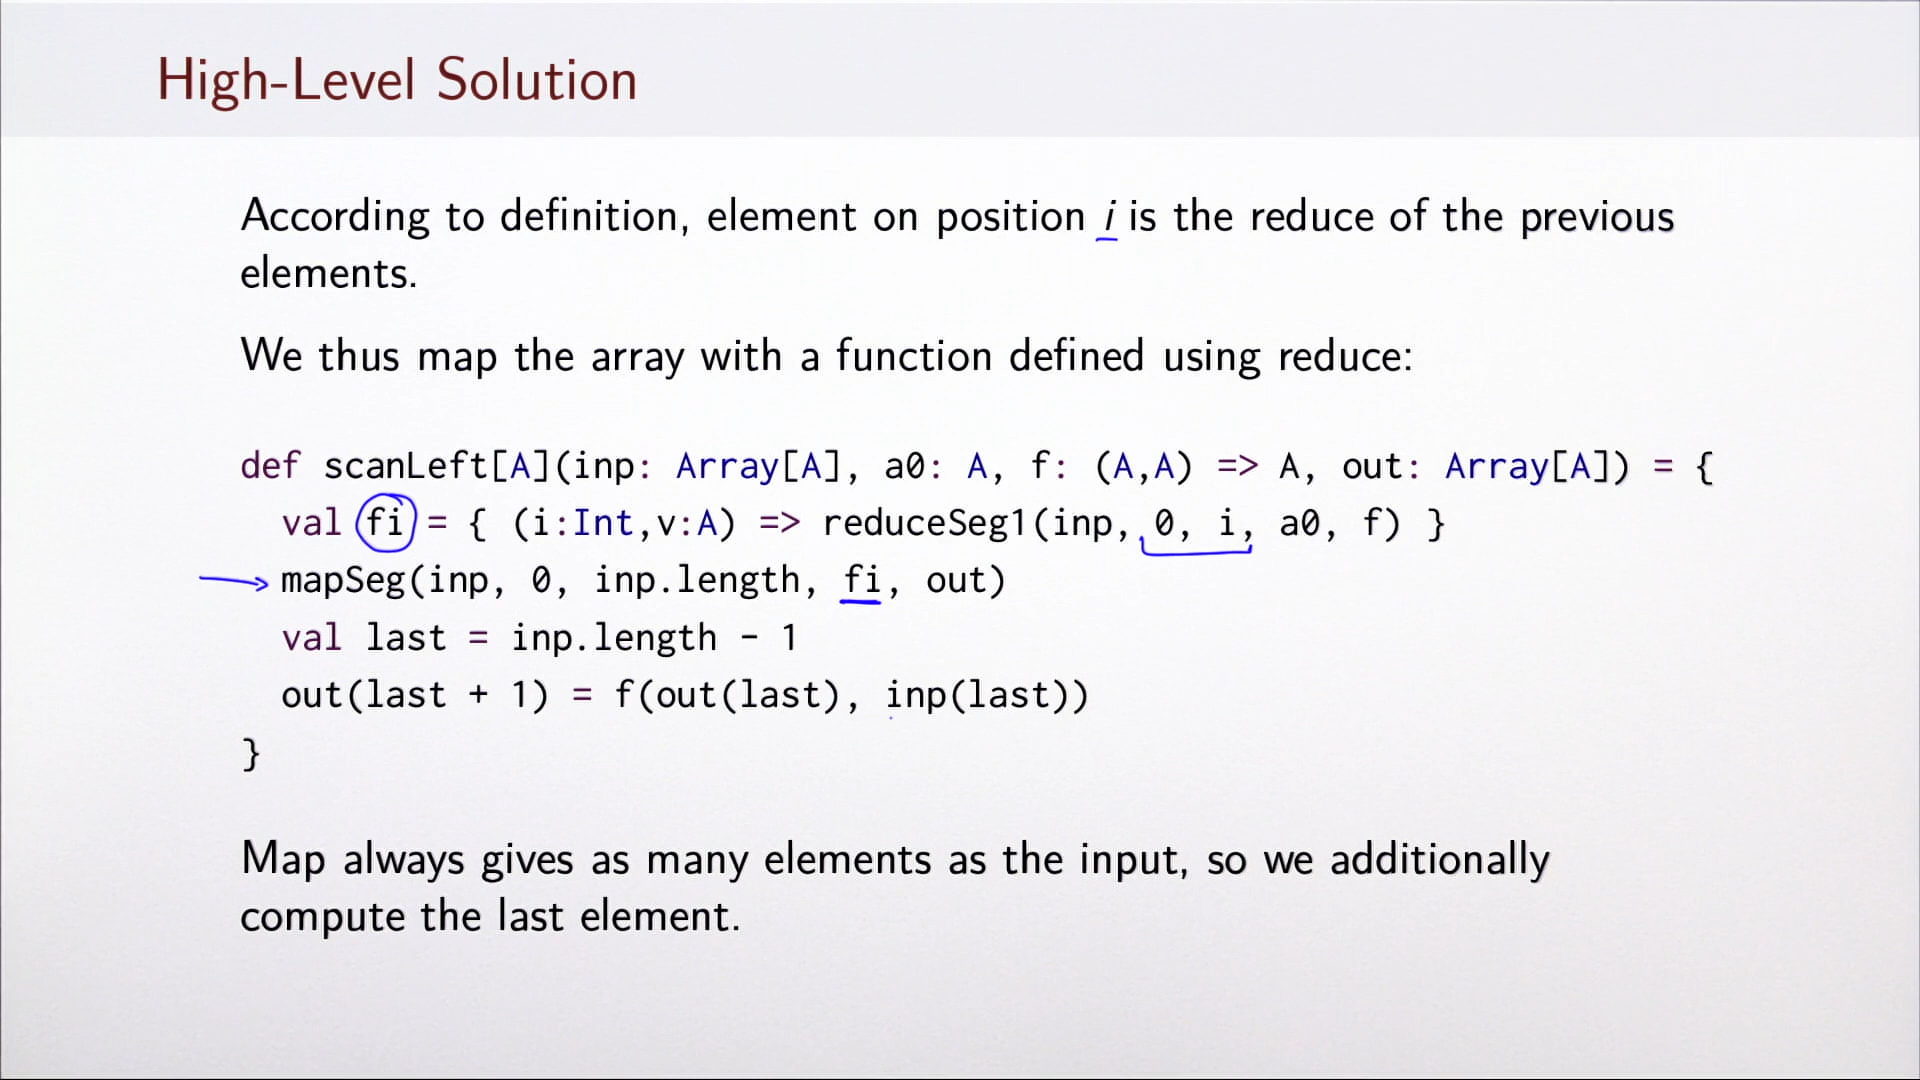 High-Level Solution
According to definition, element on position i is the reduce of the previous
elements.
We thus map the array with a function defined using reduce:
def scanLeft[A](inp: Array[A], a0: A, f: (A,A) => A, out: Array[A]) = {
val fi = { (i:Int,v:A) => reduceSeg1(inp, 0, i, a0, f) }
mapSeg(inp, 0, inp.length, fi, out)
val last = inp.length - 1
out(last + 1) = f(out(last), inp(last))
}
Map always gives as many elements as the input, so we additionally
compute the last element.